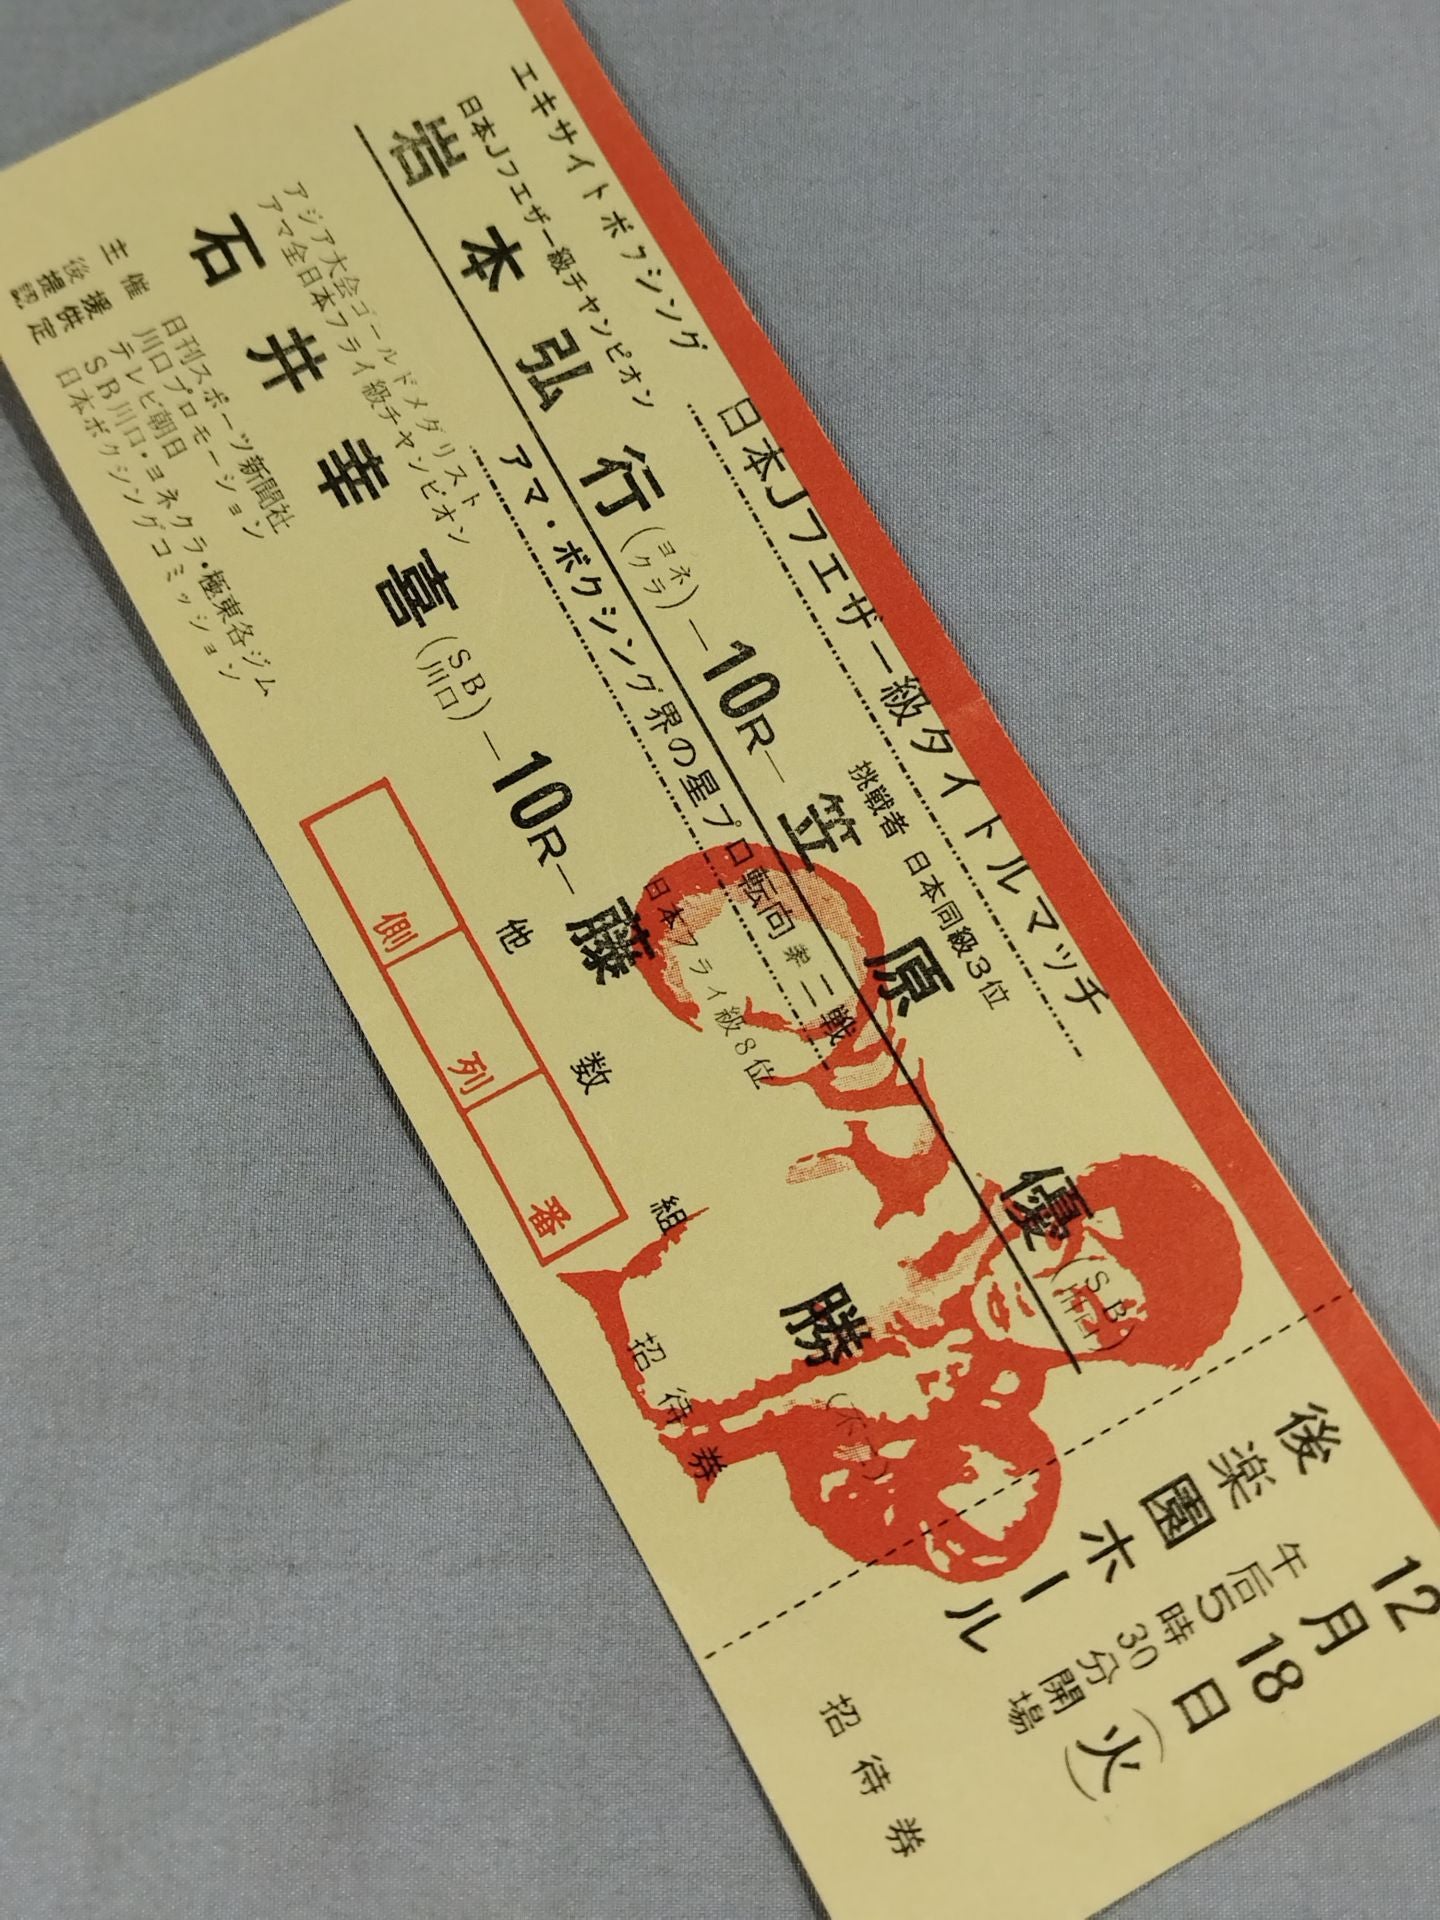 エキサイトボクシング
日本Jフェザー級タイトルマッチ
日本Jフェザー級チャンピオン
挑戦者 日本同級3位
岩本弘行(ヨネクラ)―10R―笠原優(SB川口)
アマ・ボクシング界の星プロ転向第二戦
アジア大会ゴールドメダリスト
アマ全日本フライ級チャンピオン
日本フライ級8位
石井幸喜(SB川口)―10R―藤勝(不二)
他数組
主催 日刊スポーツ新聞社
川口プロモーション
後援 テレビ朝日
提供 SB川口・ヨネクラ・極東各ジム
認定 日本ボクシングコミッション
側
列
番
招待券
12月18日(火)
午后5時30分開場
後楽園ホール
招待券